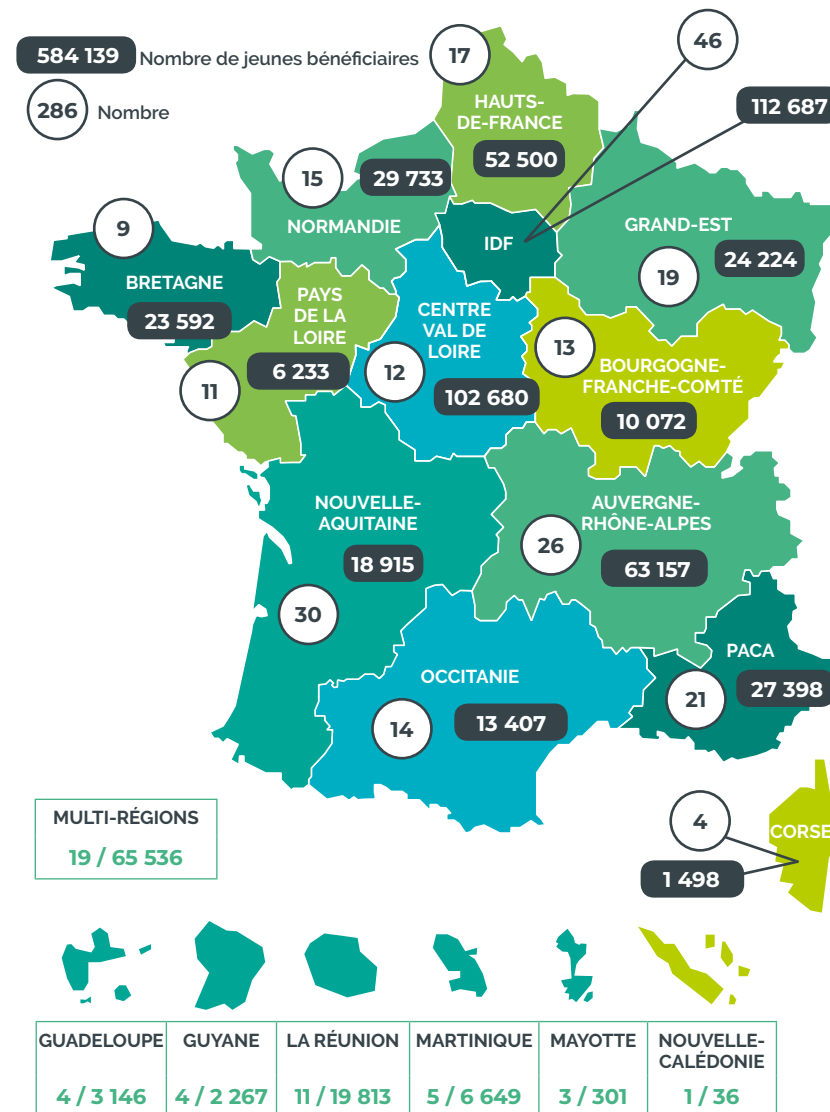 584 139 Nombre de jeunes bénéficiaires
286 Nombre
17
46
HAUTS-
DE-FRANCE
52 500
112 687
15
29 733
NORMANDIE
9
BRETAGNE
23 592
IDF
GRAND-EST
19
24 224
PAYS
DE LA
LOIRE
6 233
11
CENTRE
VAL DE
LOIRE
12
102 680
13
BOURGOGNE-
FRANCHE-COMTÉ
10 072
NOUVELLE-
AQUITAINE
18 915
30
AUVERGNE-
RHÔNE-ALPES
26
63 157
OCCITANIE
14
13 407
PACA
21
27 398
MULTI-RÉGIONS
19 / 65 536
4
CORSE
1 498
GUADELOUPE
4 / 3 146
GUYANE
4 / 2 267
LA RÉUNION
11 / 19 813
MARTINIQUE
5 / 6 649
MAYOTTE
3 / 301
NOUVELLE-
CALÉDONIE
1 / 36